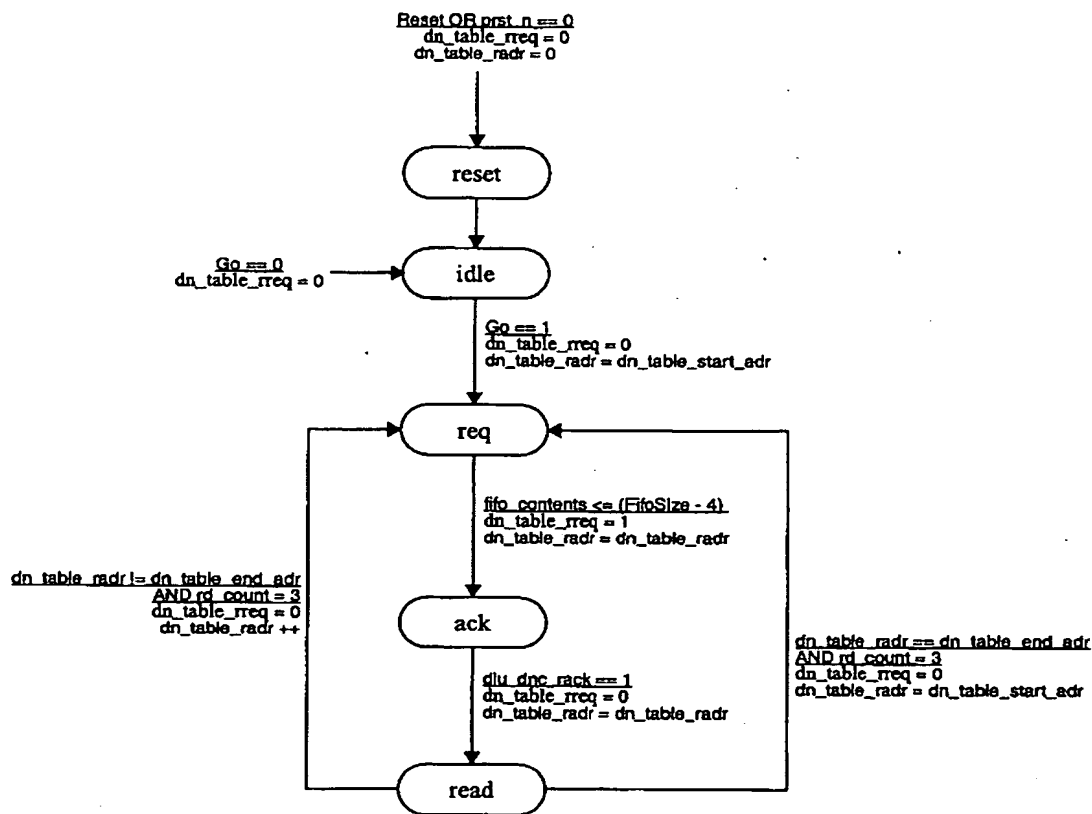 Reset OR prst_n == 0
dn_table_rreq = 0
dn_table_radr = 0
reset
Go == 0
dn_table_rreq = 0
idle
Go == 1
dn_table_rreq = 0
dn_table_radr = dn_table_start_adr
req
fifo_contents <= (FifoSize - 4)
dn_table_rreq = 1
dn_table_radr = dn_table_radr
dn_table_radr != dn_table_end_adr
AND rd_count = 3
dn_table_rreq = 0
dn_table_radr ++
ack
dn_table_radr == dn_table_end_adr
AND rd_count = 3
dn_table_rreq = 0
dn_table_radr = dn_table_start_adr
diu_dnc_rack == 1
dn_table_rreq = 0
dn_table_radr = dn_table_radr
read